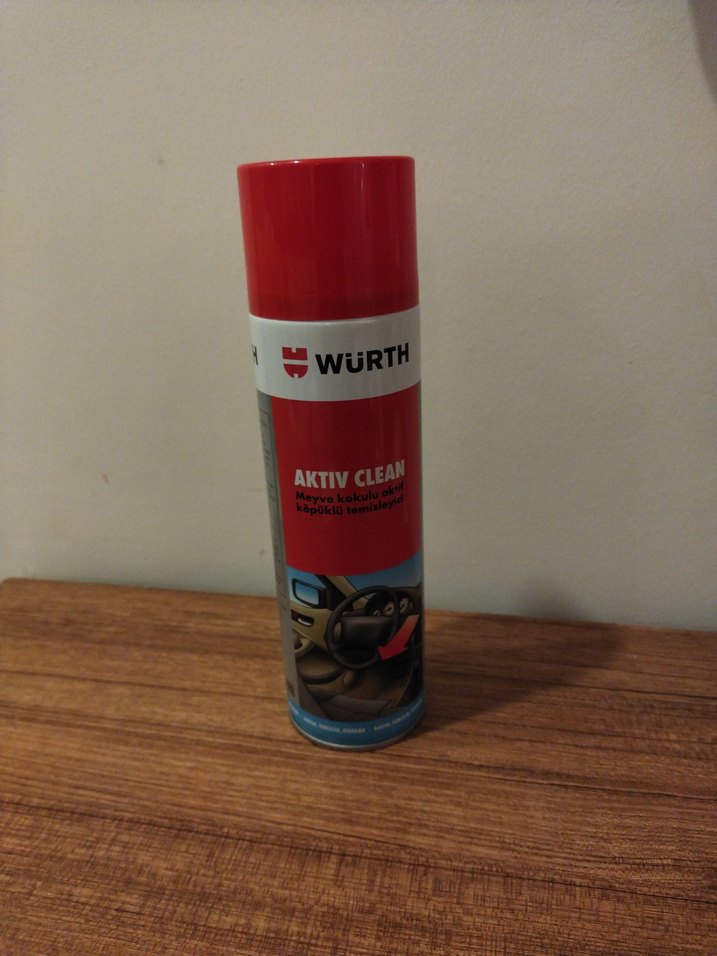 WÜRTH
AKTIV CLEAN
Meyve kokulu aktif
köpüklü temizleyici